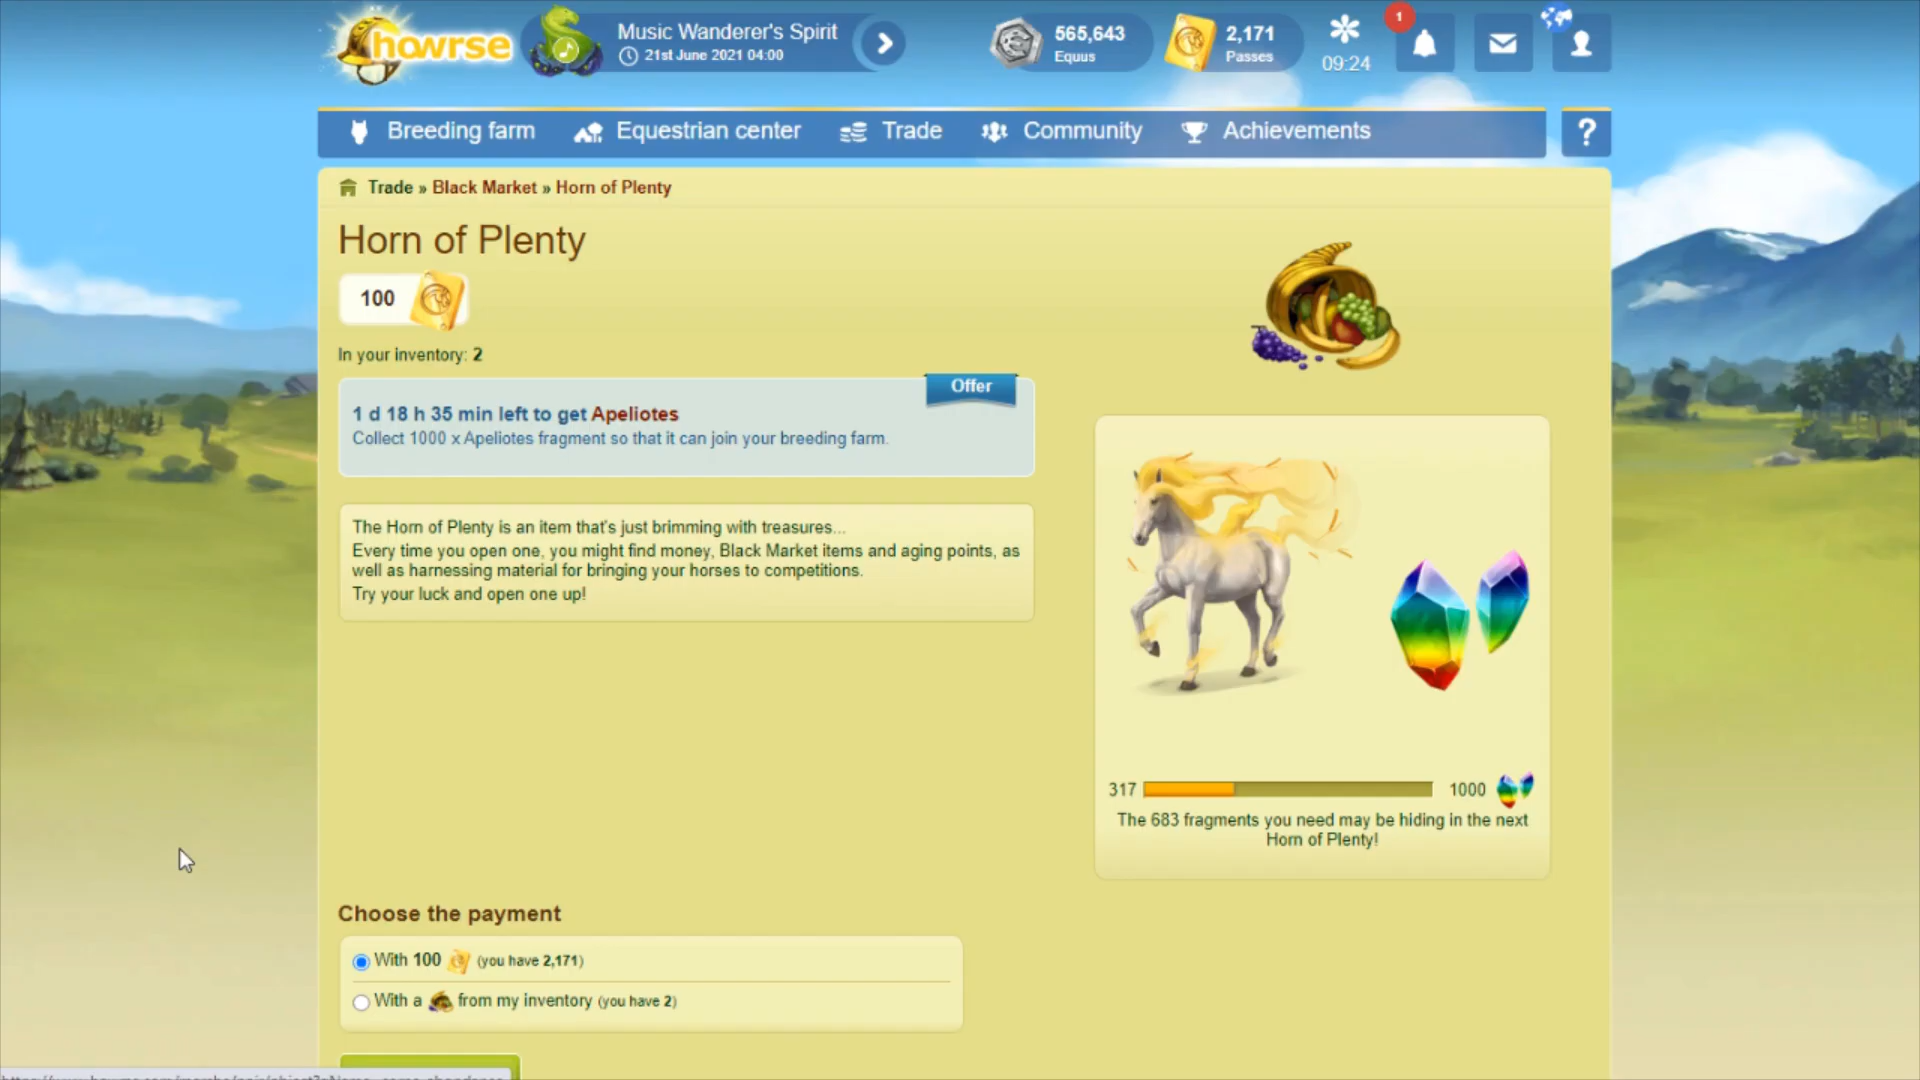 howrse
Music Wanderer's Spirit
21st June 2021 04:00
565,643
Equus
2,171
Passes
09:24
1
Breeding farm
Equestrian center
Trade
Community
Achievements
?
Trade » Black Market » Horn of Plenty
Horn of Plenty
100
In your inventory: 2
Offer
1 d 18 h 35 min left to get Apeliotes
Collect 1000 x Apeliotes fragment so that it can join your breeding farm.
The Horn of Plenty is an item that's just brimming with treasures...
Every time you open one, you might find money, Black Market items and aging points, as
well as harnessing material for bringing your horses to competitions.
Try your luck and open one up!
317
1000
The 683 fragments you need may be hiding in the next
Horn of Plenty!
Choose the payment
With 100 (you have 2,171)
With a from my inventory (you have 2)